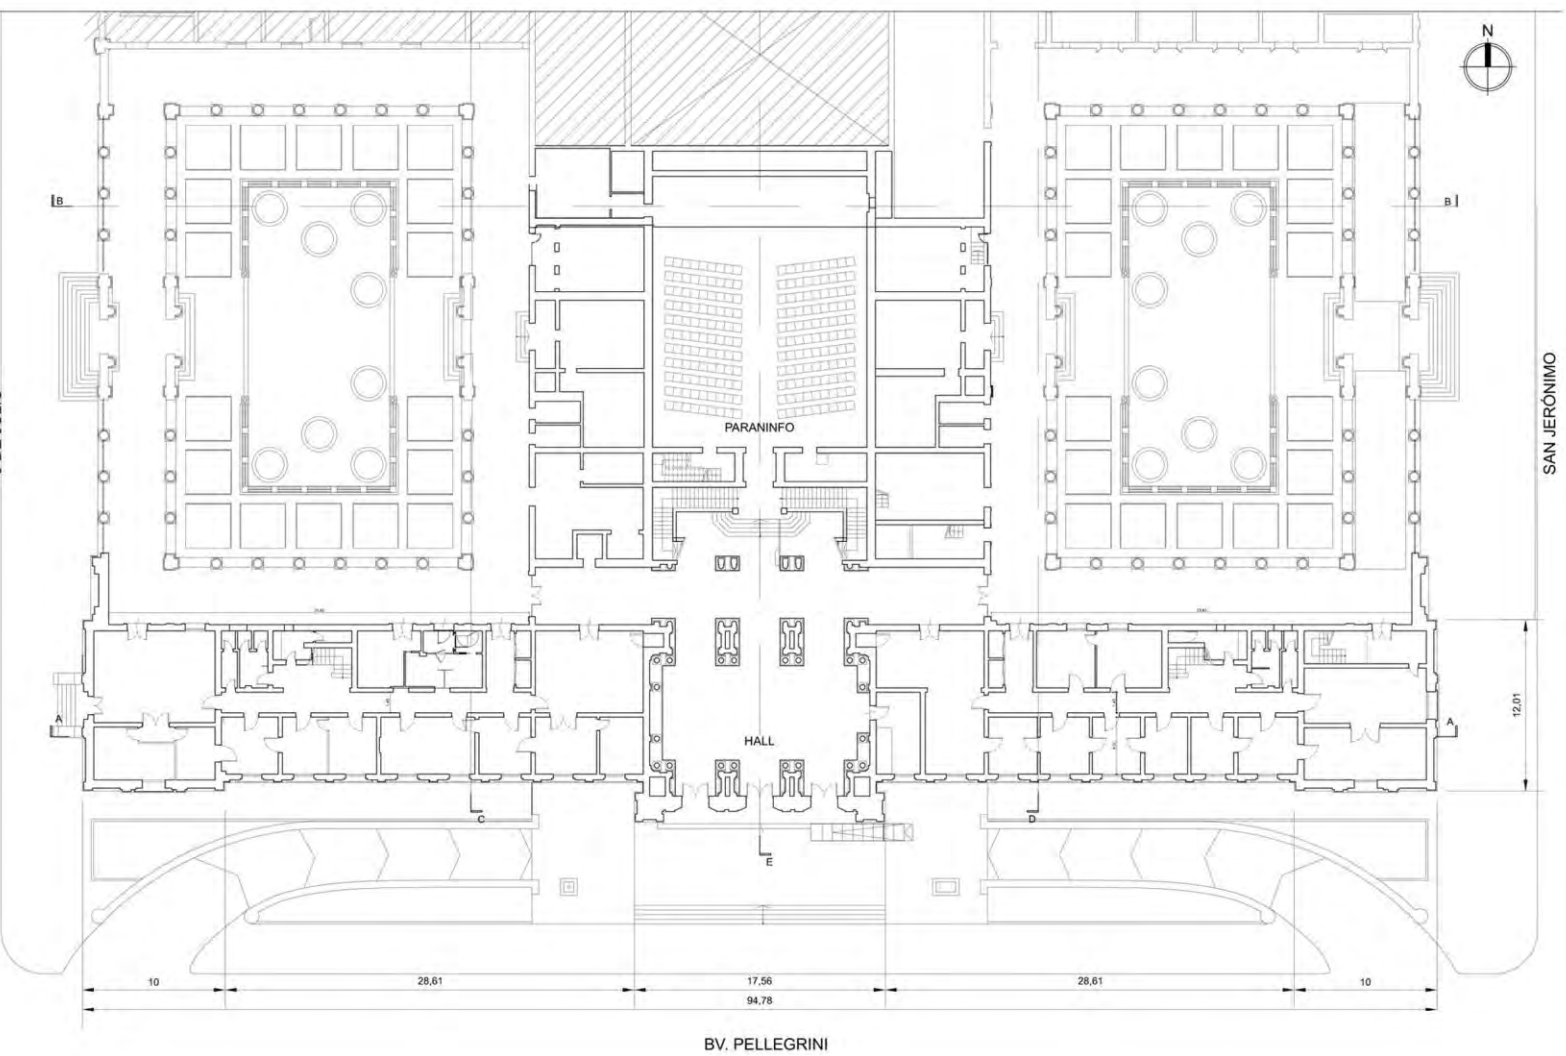 N
B
B
PARANINFO
SAN JERÓNIMO
HALL
A
A
12,01
C
D
E
10
28,61
17,56
28,61
10
94,78
BV. PELLEGRINI